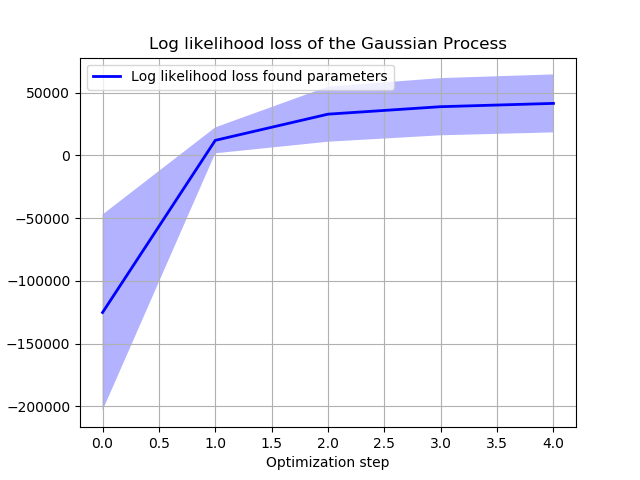 Log likelihood loss of the Gaussian Process
Log likelihood loss found parameters
50000
0
−50000
−100000
−150000
−200000
0.0 0.5 1.0 1.5 2.0 2.5 3.0 3.5 4.0
Optimization step